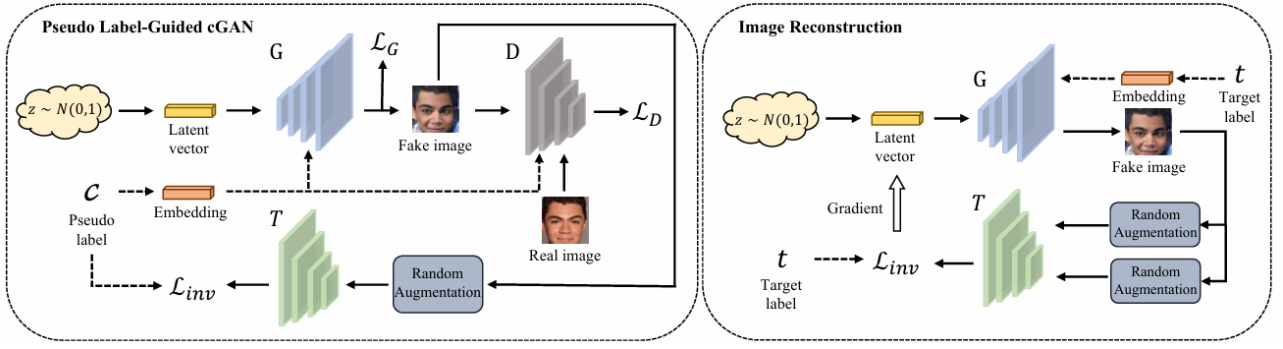 Pseudo Label-Guided cGAN
z ~ N(0,1)
Latent
vector
G
ℒ_G
Fake image
D
ℒ_D
Real image
c
Pseudo
label
Embedding
T
ℒ_inv
Random
Augmentation
Image Reconstruction
z ~ N(0,1)
Latent
vector
G
Embedding
t
Target
label
Fake image
Gradient
T
Random
Augmentation
Random
Augmentation
t
Target
label
ℒ_inv